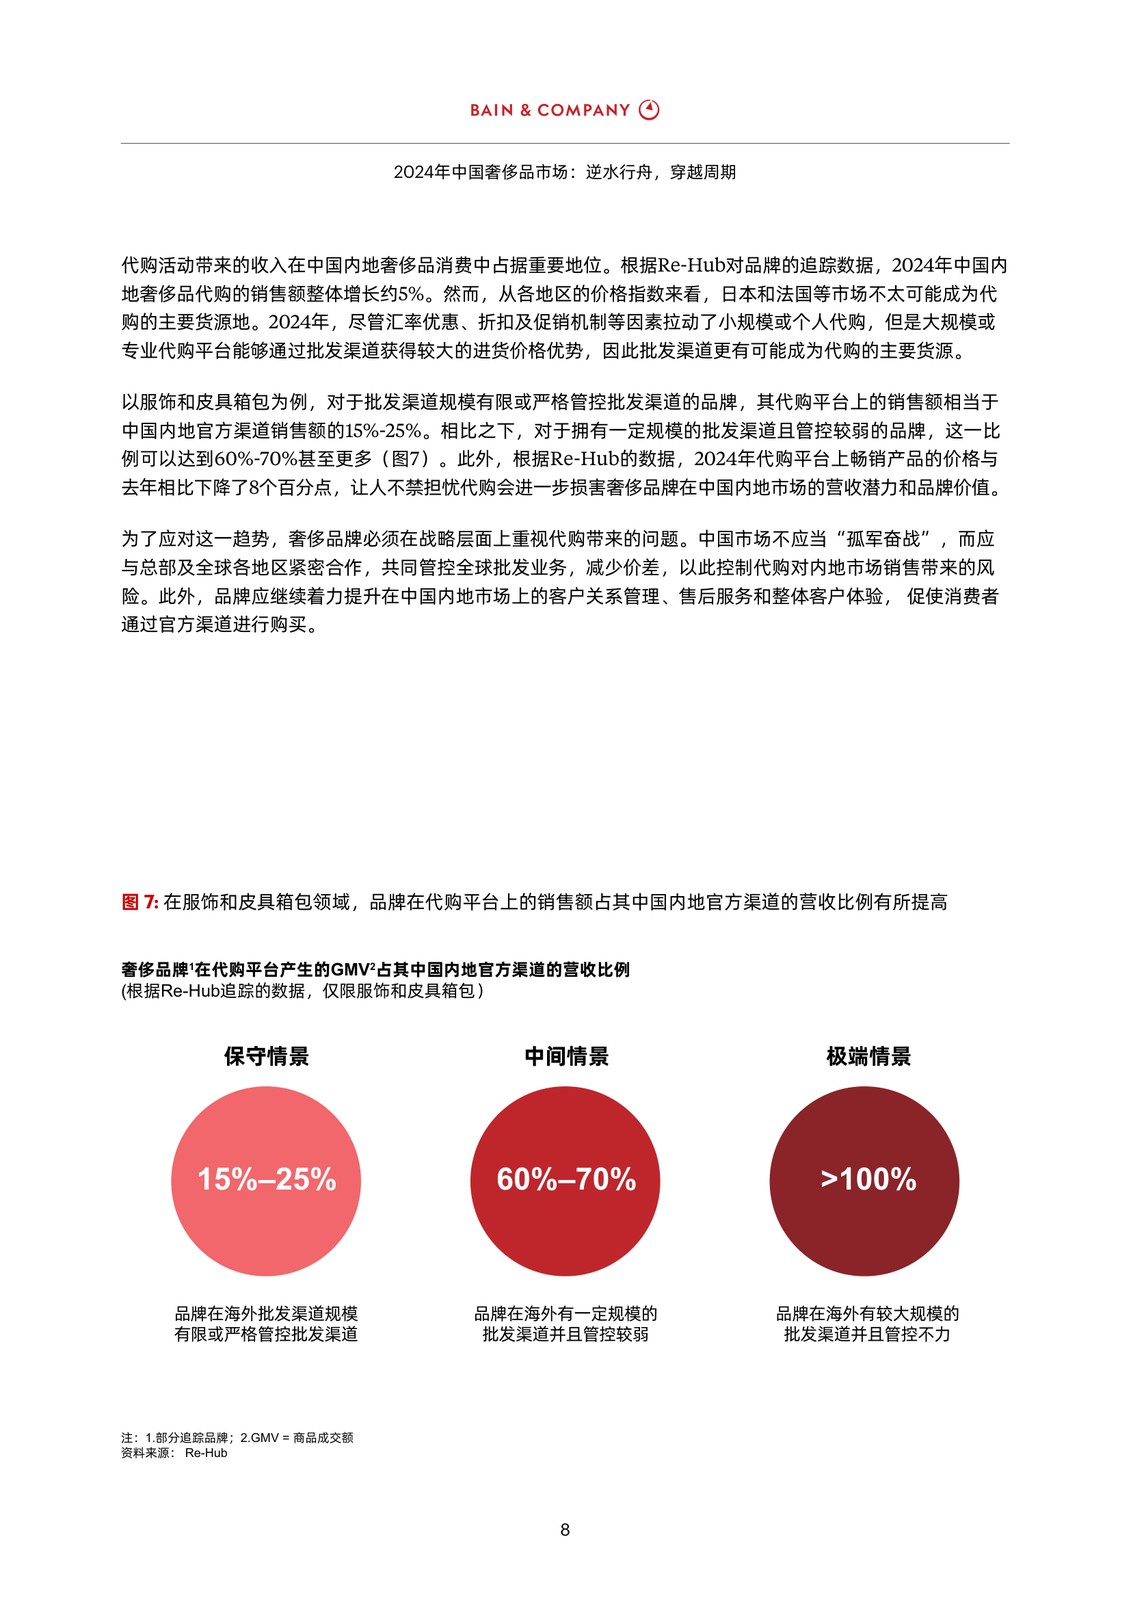 BAIN & COMPANY
2024年中国奢侈品市场：逆水行舟，穿越周期
代购活动带来的收入在中国内地奢侈品消费中占据重要地位。根据Re-Hub对品牌的追踪数据，2024年中国内
地奢侈品代购的销售额整体增长约5%。然而，从各地区的价格指数来看，日本和法国等市场不太可能成为代
购的主要货源地。2024年，尽管汇率优惠、折扣及促销机制等因素拉动了小规模或个人代购，但是大规模或
专业代购平台能够通过批发渠道获得较大的进货价格优势，因此批发渠道更有可能成为代购的主要货源。
以服饰和皮具箱包为例，对于批发渠道规模有限或严格管控批发渠道的品牌，其代购平台上的销售额相当于
中国内地官方渠道销售额的15%-25%。相比之下，对于拥有一定规模的批发渠道且管控较弱的品牌，这一比
例可以达到60%-70%甚至更多（图7）。此外，根据Re-Hub的数据，2024年代购平台上畅销产品的价格与
去年相比下降了8个百分点，让人不禁担忧代购会进一步损害奢侈品牌在中国内地市场的营收潜力和品牌价值。
为了应对这一趋势，奢侈品牌必须在战略层面上重视代购带来的问题。中国市场不应当“孤军奋战”，而应
与总部及全球各地区紧密合作，共同管控全球批发业务，减少价差，以此控制代购对内地市场销售带来的风
险。此外，品牌应继续着力提升在中国内地市场上的客户关系管理、售后服务和整体客户体验， 促使消费者
通过官方渠道进行购买。
图 7: 在服饰和皮具箱包领域，品牌在代购平台上的销售额占其中国内地官方渠道的营收比例有所提高
奢侈品牌¹在代购平台产生的GMV²占其中国内地官方渠道的营收比例
(根据Re-Hub追踪的数据，仅限服饰和皮具箱包）
保守情景
中间情景
极端情景
15%–25%
60%–70%
>100%
品牌在海外批发渠道规模
有限或严格管控批发渠道
品牌在海外有一定规模的
批发渠道并且管控较弱
品牌在海外有较大规模的
批发渠道并且管控不力
注：1.部分追踪品牌；2.GMV = 商品成交额
资料来源： Re-Hub
8